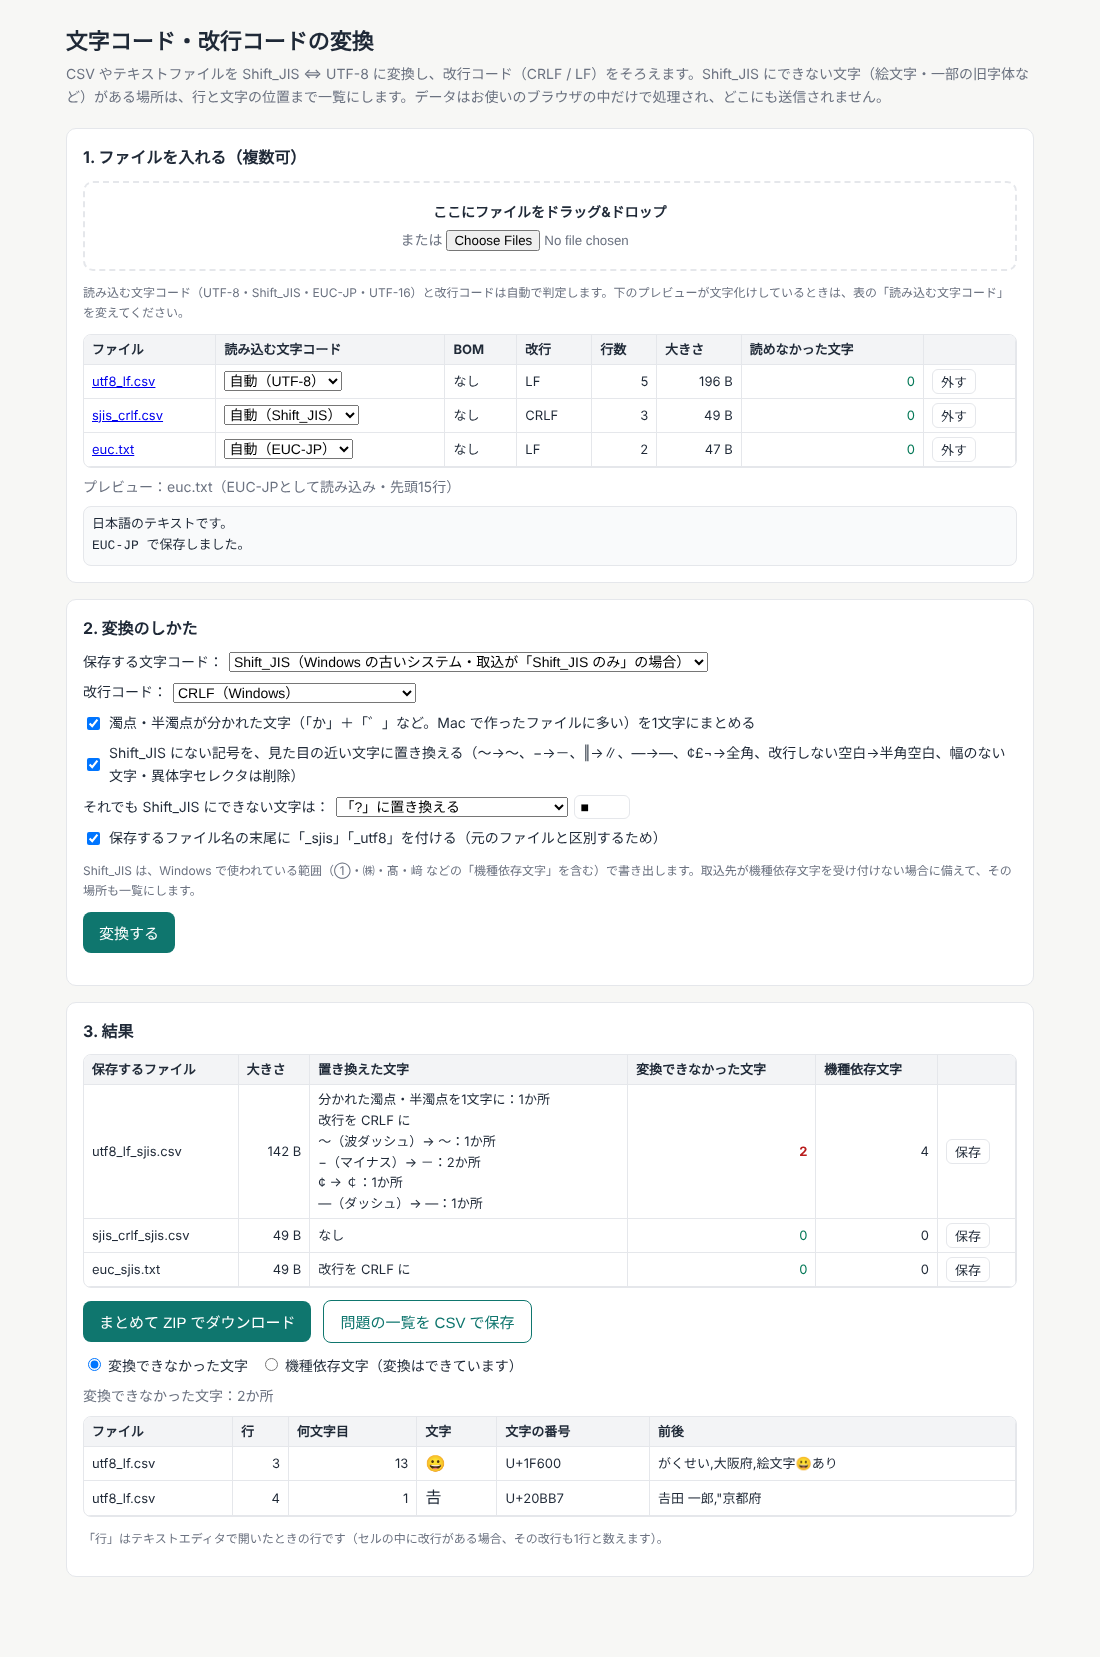 文字コード・改行コードの変換
CSV やテキストファイルを Shift_JIS ⇔ UTF-8 に変換し、改行コード（CRLF / LF）をそろえます。Shift_JIS にできない文字（絵文字・一部の旧字体な
ど）がある場所は、行と文字の位置まで一覧にします。データはお使いのブラウザの中だけで処理され、どこにも送信されません。
1. ファイルを入れる（複数可）
ここにファイルをドラッグ&ドロップ
または Choose Files No file chosen
読み込む文字コード（UTF-8・Shift_JIS・EUC-JP・UTF-16）と改行コードは自動で判定します。下のプレビューが文字化けしているときは、表の「読み込む文字コード」
を変えてください。
ファイル 読み込む文字コード BOM 改行 行数 大きさ 読めなかった文字
utf8_lf.csv 自動（UTF-8） なし LF 5 196 B 0 外す
sjis_crlf.csv 自動（Shift_JIS） なし CRLF 3 49 B 0 外す
euc.txt 自動（EUC-JP） なし LF 2 47 B 0 外す
プレビュー：euc.txt（EUC-JPとして読み込み・先頭15行）
日本語のテキストです。
EUC-JP で保存しました。
2. 変換のしかた
保存する文字コード： Shift_JIS（Windows の古いシステム・取込が「Shift_JIS のみ」の場合）
改行コード： CRLF（Windows）
濁点・半濁点が分かれた文字（「か」＋「゛」など。Mac で作ったファイルに多い）を1文字にまとめる
Shift_JIS にない記号を、見た目の近い文字に置き換える（〜→～、−→－、‖→∥、—→―、¢£¬→全角、改行しない空白→半角空白、幅のない
文字・異体字セレクタは削除）
それでも Shift_JIS にできない文字は： 「?」に置き換える ■
保存するファイル名の末尾に「_sjis」「_utf8」を付ける（元のファイルと区別するため）
Shift_JIS は、Windows で使われている範囲（①・㈱・髙・﨑 などの「機種依存文字」を含む）で書き出します。取込先が機種依存文字を受け付けない場合に備えて、その
場所も一覧にします。
変換する
3. 結果
保存するファイル 大きさ 置き換えた文字 変換できなかった文字 機種依存文字
分かれた濁点・半濁点を1文字に：1か所
改行を CRLF に
〜（波ダッシュ）→ ～：1か所
utf8_lf_sjis.csv 142 B −（マイナス）→ －：2か所 2 4 保存
¢ → ￠：1か所
—（ダッシュ）→ ―：1か所
sjis_crlf_sjis.csv 49 B なし 0 0 保存
euc_sjis.txt 49 B 改行を CRLF に 0 0 保存
まとめて ZIP でダウンロード 問題の一覧を CSV で保存
変換できなかった文字 機種依存文字（変換はできています）
変換できなかった文字：2か所
ファイル 行 何文字目 文字 文字の番号 前後
utf8_lf.csv 3 13 😀 U+1F600 がくせい,大阪府,絵文字😀あり
utf8_lf.csv 4 1 𠮷 U+20BB7 𠮷田 一郎,"京都府
「行」はテキストエディタで開いたときの行です（セルの中に改行がある場合、その改行も1行と数えます）。